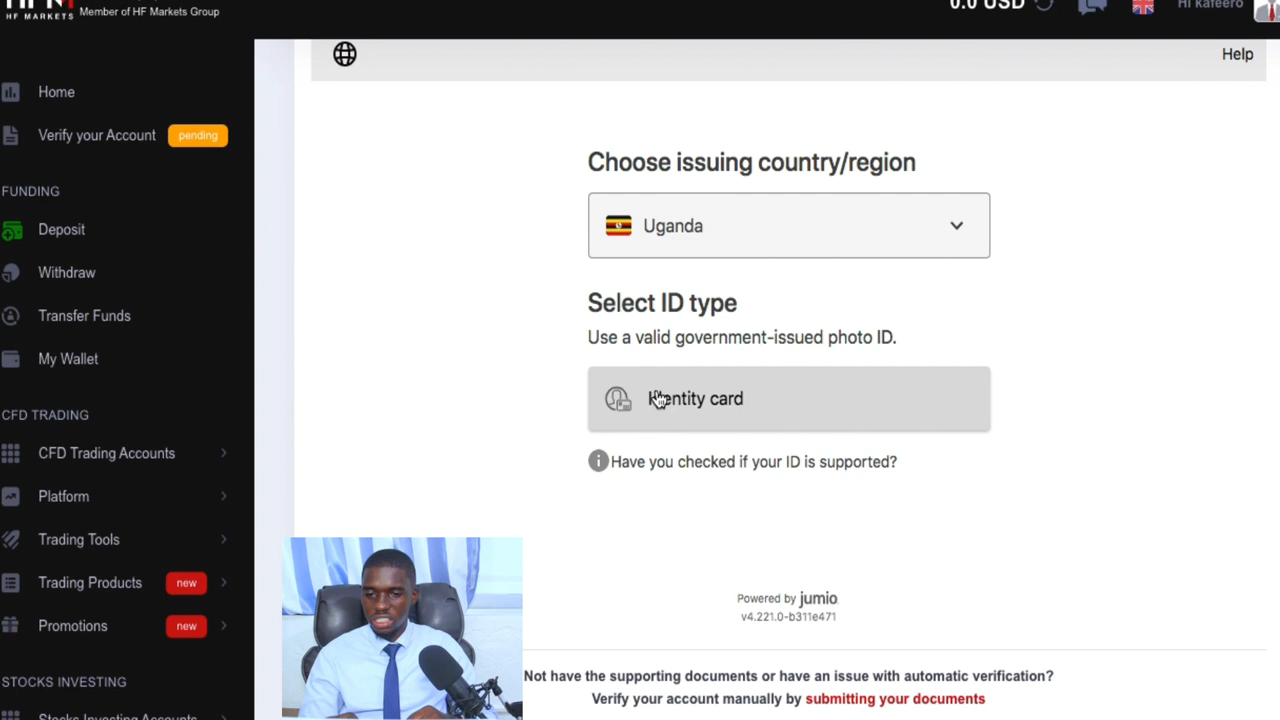 HFM
HF MARKETS
Member of HF Markets Group
0.0 USD
Hi kafeero
Home
Verify your Account
pending
FUNDING
Deposit
Withdraw
Transfer Funds
My Wallet
CFD TRADING
CFD Trading Accounts
Platform
Trading Tools
Trading Products
new
Promotions
new
STOCKS INVESTING
Stocks Investing Accounts
Help
Choose issuing country/region
Uganda
Select ID type
Use a valid government-issued photo ID.
Identity card
Have you checked if your ID is supported?
Powered by jumio
v4.221.0-b311e471
Not have the supporting documents or have an issue with automatic verification?
Verify your account manually by submitting your documents